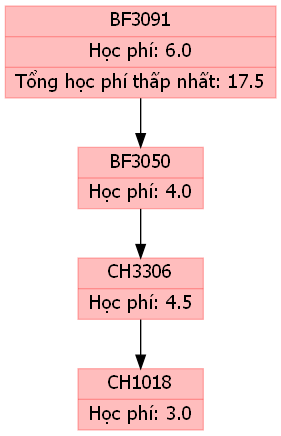 BF3091
Học phí: 6.0
Tổng học phí thấp nhất: 17.5
BF3050
Học phí: 4.0
CH3306
Học phí: 4.5
CH1018
Học phí: 3.0